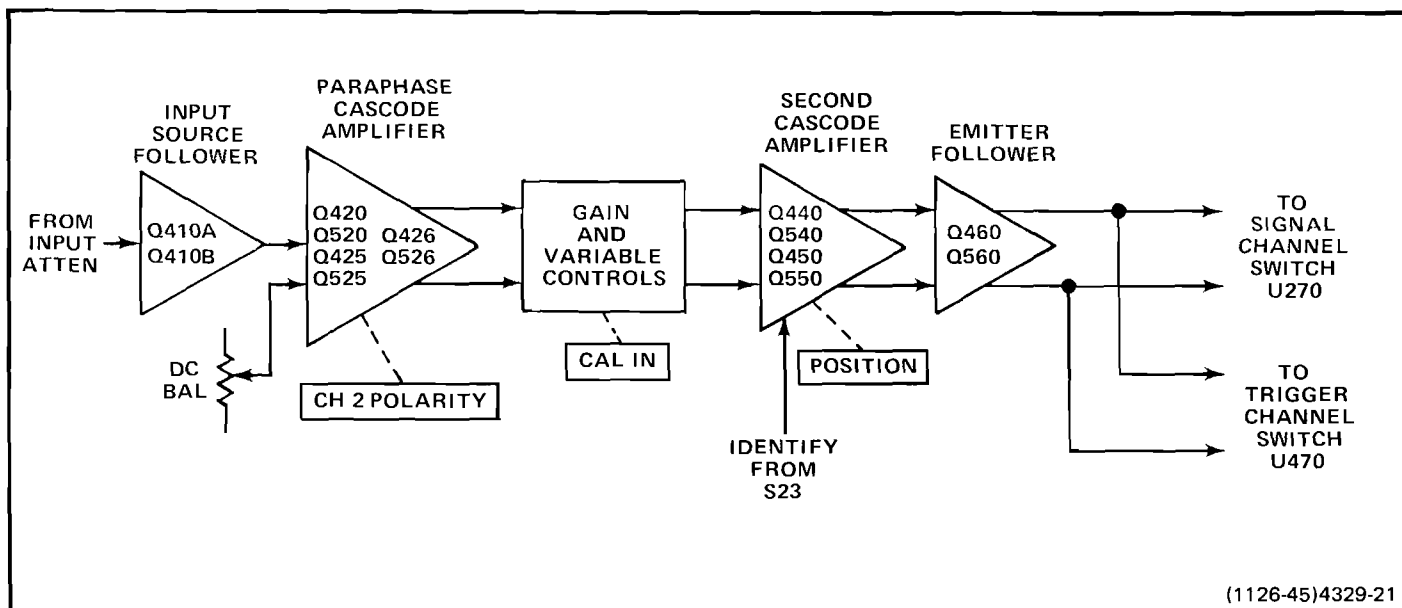 INPUT
SOURCE
FOLLOWER
PARAPHASE
CASCODE
AMPLIFIER
SECOND
CASCODE
AMPLIFIER
EMITTER
FOLLOWER
FROM
INPUT
ATTEN
Q410A
Q410B
Q420
Q520 Q426
Q425 Q526
Q525
GAIN
AND
VARIABLE
CONTROLS
Q440
Q540
Q450
Q550
Q460
Q560
TO
SIGNAL
CHANNEL
SWITCH
U270
DC
BAL
CH 2 POLARITY
CAL IN
POSITION
IDENTIFY
FROM
S23
TO
TRIGGER
CHANNEL
SWITCH
U470
(1126-45)4329-21